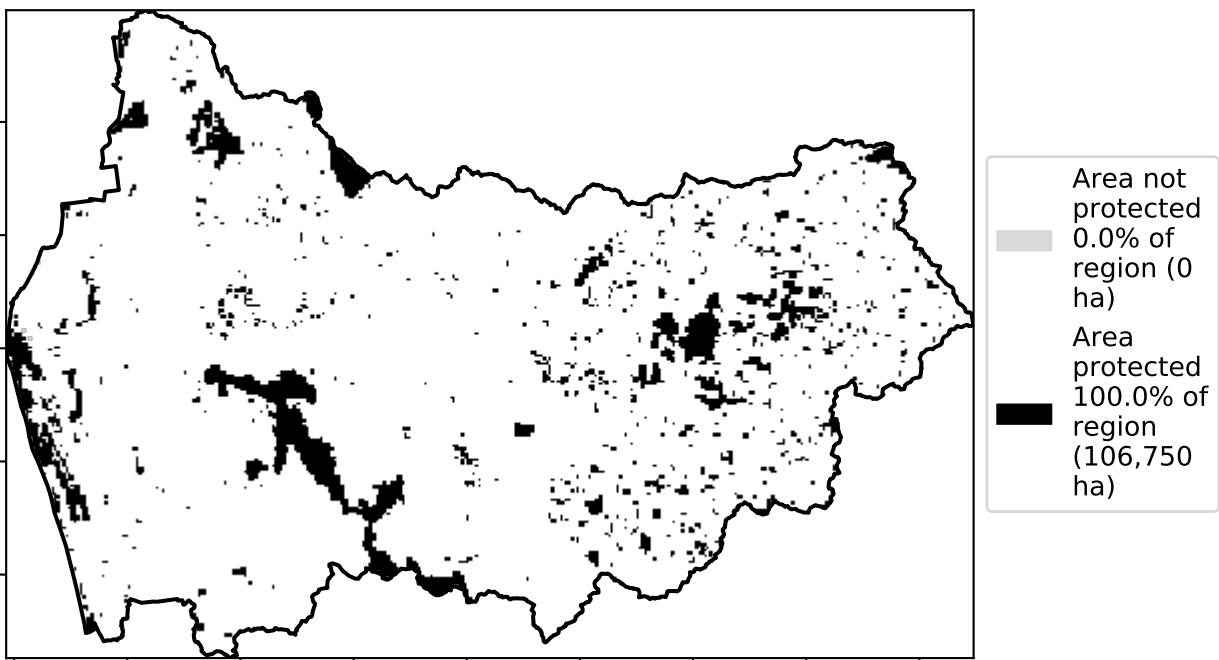 Area not
protected
0.0% of
region (0
ha)
Area
protected
100.0% of
region
(106,750
ha)